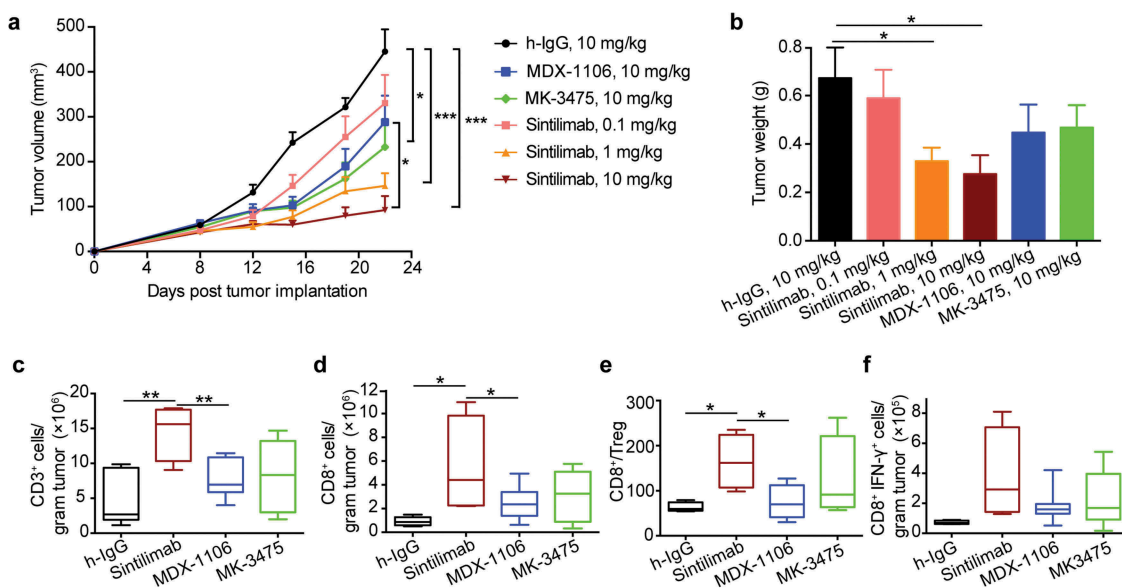 a
Tumor volume (mm³)
500
400
300
200
100
0
0 4 8 12 16 20 24
Days post tumor implantation
h-IgG, 10 mg/kg
MDX-1106, 10 mg/kg
MK-3475, 10 mg/kg
Sintilimab, 0.1 mg/kg
Sintilimab, 1 mg/kg
Sintilimab, 10 mg/kg
*
*
***
***
b
Tumor weight (g)
0.8
0.6
0.4
0.2
0.0
*
*
h-IgG, 10 mg/kg
Sintilimab, 0.1 mg/kg
Sintilimab, 1 mg/kg
Sintilimab, 10 mg/kg
MDX-1106, 10 mg/kg
MK-3475, 10 mg/kg
c
CD3⁺ cells/
gram tumor (×10⁶)
20
15
10
5
0
** **
h-IgG
Sintilimab
MDX-1106
MK-3475
d
CD8⁺ cells/
gram tumor (×10⁶)
12
10
8
6
4
2
0
* *
h-IgG
Sintilimab
MDX-1106
MK-3475
e
CD8⁺/Treg
300
200
100
0
* *
h-IgG
Sintilimab
MDX-1106
MK-3475
f
CD8⁺ IFN-γ⁺ cells/
gram tumor (×10⁵)
10
8
6
4
2
0
h-IgG
Sintilimab
MDX-1106
MK3475